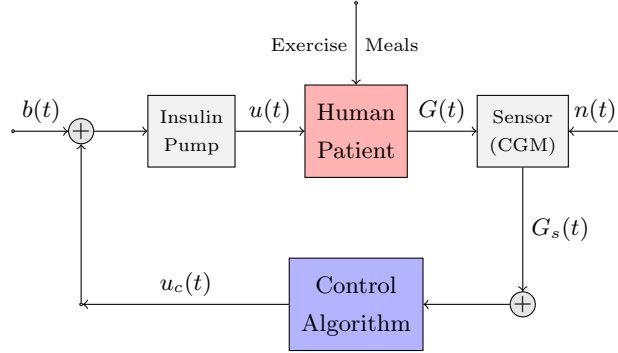 Exercise Meals
b(t)
+
Insulin
Pump
u(t)
Human
Patient
G(t)
Sensor
(CGM)
n(t)
G_s(t)
u_c(t)
Control
Algorithm
+